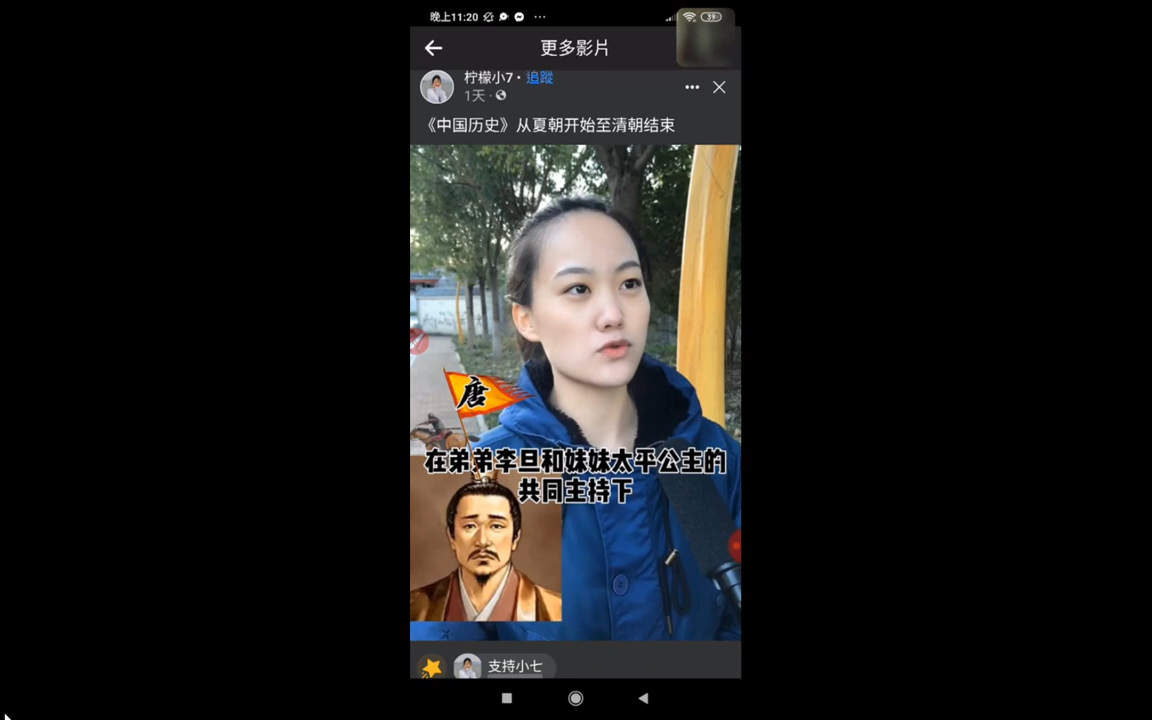 晚上11:20
39
更多影片
柠檬小7 · 追蹤
1天 ·
《中国历史》从夏朝开始至清朝结束
唐
在弟弟李旦和妹妹太平公主的
共同主持下
支持小七